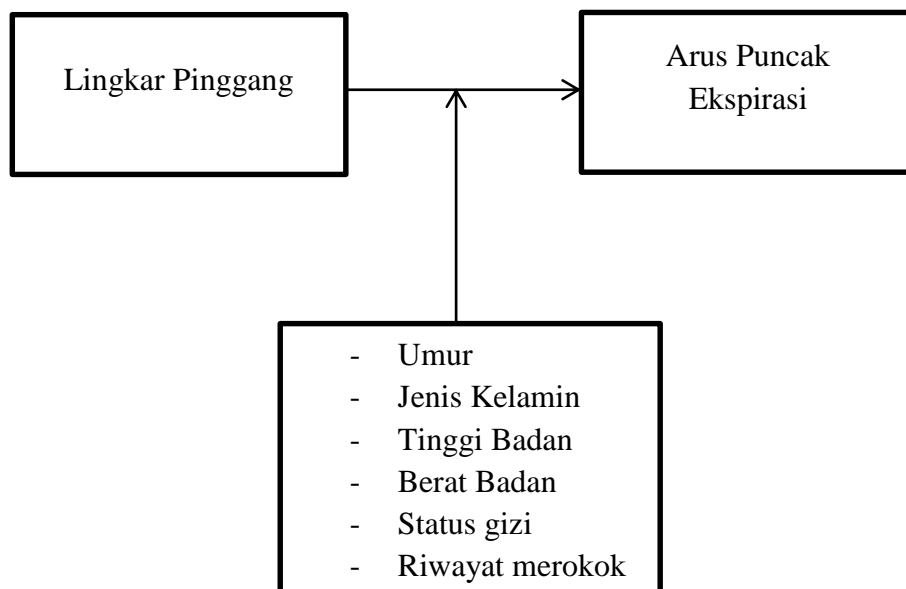 Lingkar Pinggang
Arus Puncak
Ekspirasi
- Umur
- Jenis Kelamin
- Tinggi Badan
- Berat Badan
- Status gizi
- Riwayat merokok